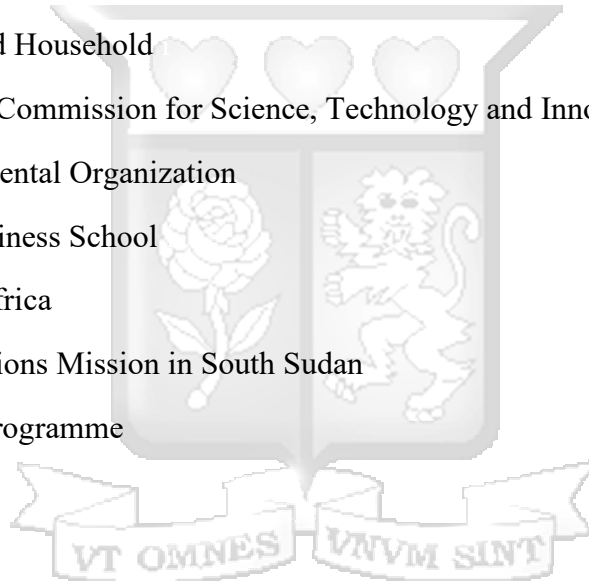 d Household
Commission for Science, Technology and Inno
ental Organization
iness School
frica
ions Mission in South Sudan
rogramme
VT OMNES VNVM SINT